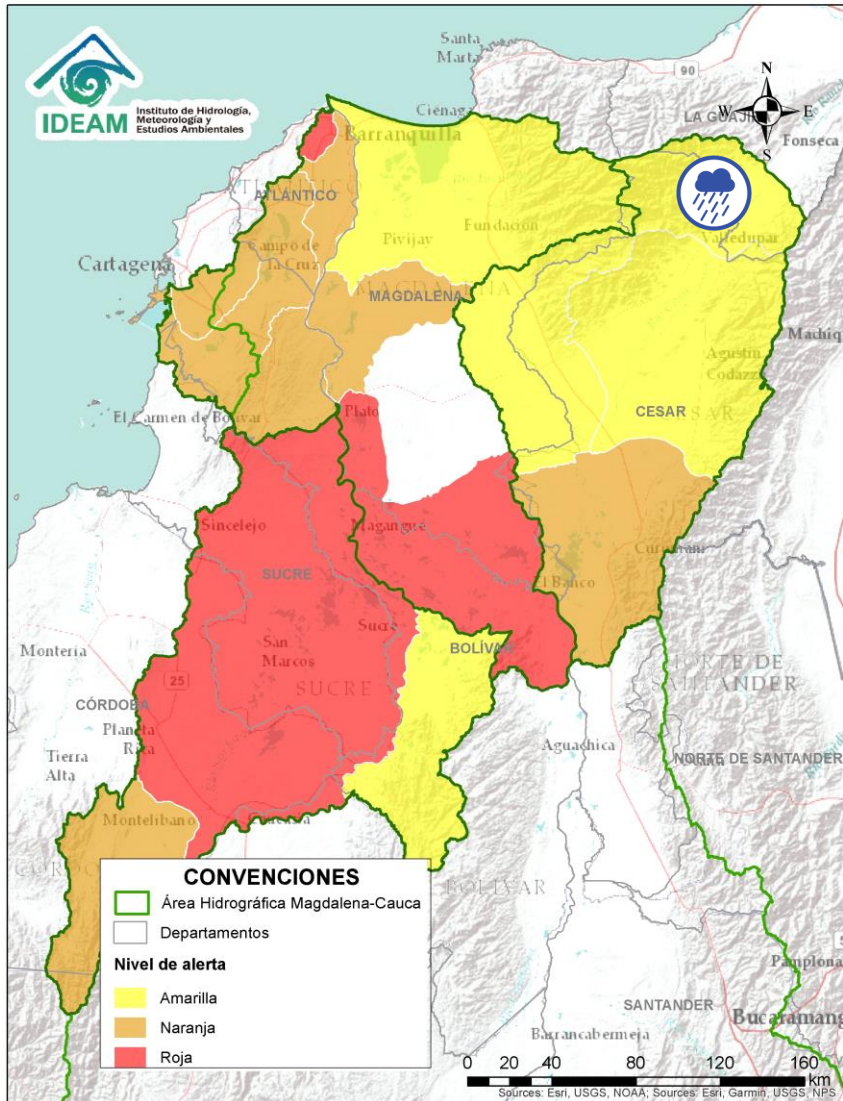 IDEAM
Instituto de Hidrología,
Meteorología y
Estudios Ambientales
Santa
Marta
90
N
W
E
S
LA GUAJIRA
Fonseca
Ciénaga
Barranquilla
ATLÁNTICO
Fundación
Pivijay
Valledupar
Campo de
la Cruz
Cartagena
MAGDALENA
Machiq
Agustín
Codazzi
CESAR
El Carmen de Bolívar
Plato
Sincelejo
Magangué
Curumaní
SUCRE
El Banco
Sucre
BOLÍVAR
San
Marcos
SUCRE
Montería
25
NORTE DE
SANTANDER
CÓRDOBA
Planeta
Rica
Aguachica
Tierra
Alta
NORTE DE SANTANDER
Montelíbano
Caucasia
BOLÍVAR
CONVENCIONES
Área Hidrográfica Magdalena-Cauca
Departamentos
Nivel de alerta
Amarilla
Naranja
Roja
Pamplona
SANTANDER
Bucaramang
Barrancabermeja
0 20 40 80 120 160
km
Sources: Esri, USGS, NOAA; Sources: Esri, Garmin, USGS, NPS